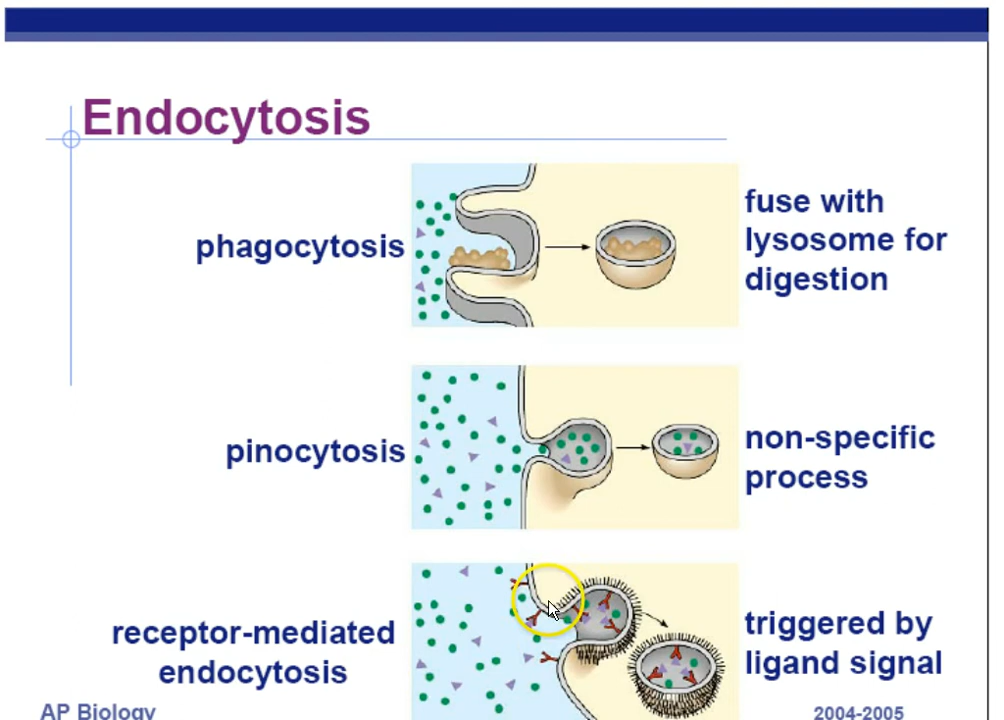 Endocytosis
phagocytosis
fuse with
lysosome for
digestion
pinocytosis
non-specific
process
receptor-mediated
endocytosis
triggered by
ligand signal
AP Biology
2004-2005